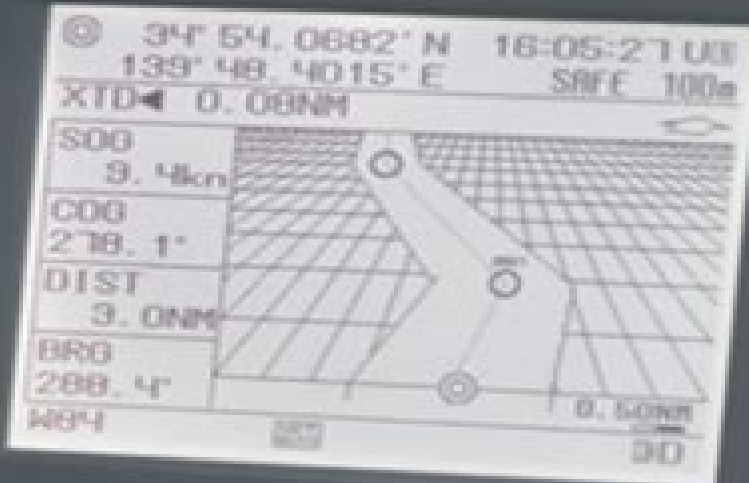 34° 54. 0682' N
16:05:27 U
139° 48. 4015' E
SAFE 100m
XTD◀ 0. 08NM
SOG
9. 4kn
COG
278. 1°
DIST
3. 0NM
BRG
288. 4°
0. 50NM
W04
3D